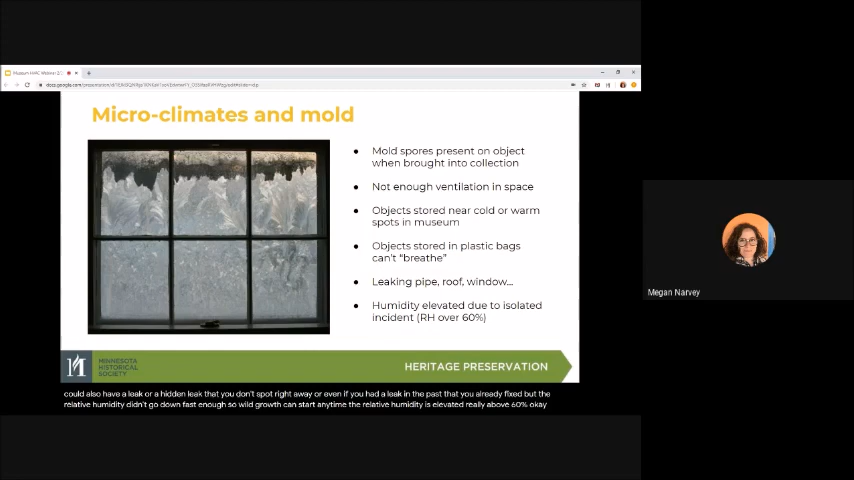 Museum HVAC Webinar 2/
Micro-climates and mold
● Mold spores present on object
when brought into collection
● Not enough ventilation in space
● Objects stored near cold or warm
spots in museum
● Objects stored in plastic bags
can't “breathe”
● Leaking pipe, roof, window...
● Humidity elevated due to isolated
incident (RH over 60%)
MINNESOTA
HISTORICAL
SOCIETY
HERITAGE PRESERVATION
could also have a leak or a hidden leak that you don't spot right away or even if you had a leak in the past that you already fixed but the
relative humidity didn't go down fast enough so wild growth can start anytime the relative humidity is elevated really above 60% okay
Megan Narvey